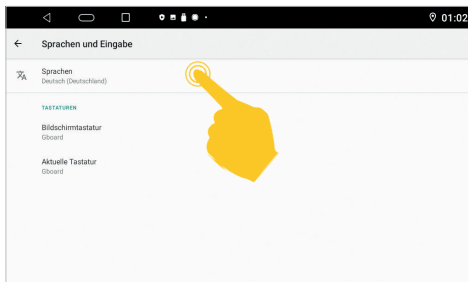 01:02
Sprachen und Eingabe
Sprachen
Deutsch (Deutschland)
TASTATUREN
Bildschirmtastatur
Gboard
Aktuelle Tastatur
Gboard